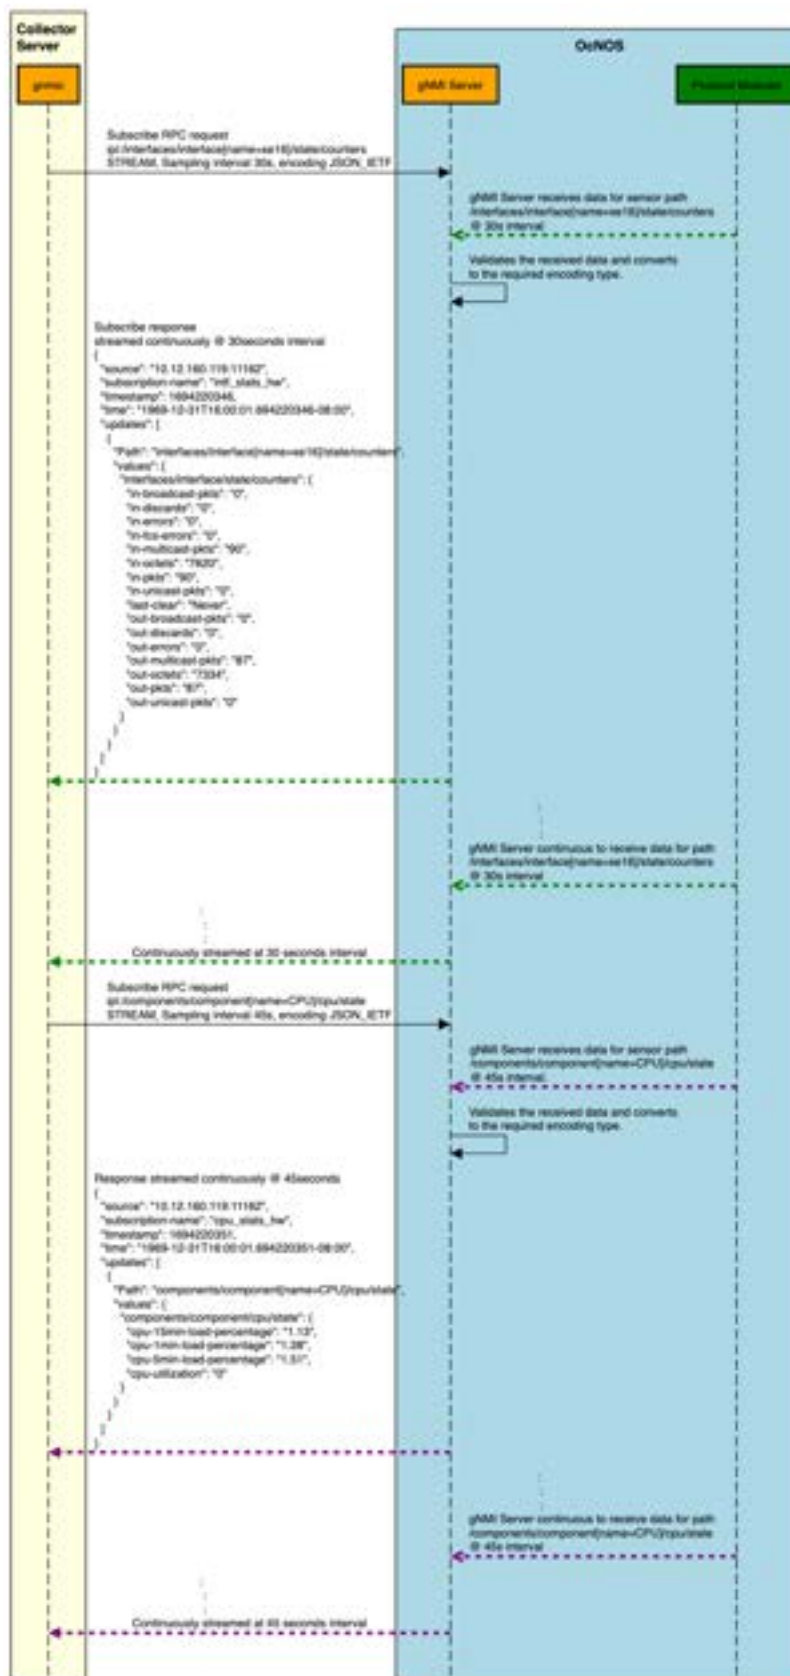 Collector
Server
OcNOS
gnmic
gNMI Server
Protocol Modules
Subscribe RPC request
qpl:/interfaces/interface[name=xe16]/state/counters
STREAM, Sampling interval 30s, encoding JSON_IETF
gNMI Server receives data for sensor path
/interfaces/interface[name=xe16]/state/counters
@ 30s interval
Validates the received data and converts
to the required encoding type.
Subscribe response
streamed continuously @ 30seconds interval
{
"source": "10.12.160.119:11162",
"subscription-name": "intf_stats_hw",
"timestamp": 1694220346,
"time": "1969-12-31T16:00:01.694220346-08:00",
"updates": [
{
"Path": "interfaces/interface[name=xe16]/state/counters",
"values": {
"interfaces/interface/state/counters": {
"in-broadcast-pkts": "0",
"in-discards": "0",
"in-errors": "0",
"in-fcs-errors": "0",
"in-multicast-pkts": "90",
"in-octets": "7620",
"in-pkts": "90",
"in-unicast-pkts": "0",
"last-clear": "Never",
"out-broadcast-pkts": "0",
"out-discards": "0",
"out-errors": "0",
"out-multicast-pkts": "87",
"out-octets": "7334",
"out-pkts": "87",
"out-unicast-pkts": "0"
}
}
}
]
}
gNMI Server continuous to receive data for path
/interfaces/interface[name=xe16]/state/counters
@ 30s interval
Continuously streamed at 30 seconds interval
Subscribe RPC request
qpl:/components/component[name=CPU]/cpu/state
STREAM, Sampling interval 45s, encoding JSON_IETF
gNMI Server receives data for sensor path
/components/component[name=CPU]/cpu/state
@ 45s interval.
Validates the received data and converts
to the required encoding type.
Response streamed continuously @ 45seconds
{
"source": "10.12.160.119:11162",
"subscription-name": "cpu_stats_hw",
"timestamp": 1694220351,
"time": "1969-12-31T16:00:01.694220351-08:00",
"updates": [
{
"Path": "components/component[name=CPU]/cpu/state",
"values": {
"components/component/cpu/state": {
"cpu-15min-load-percentage": "1.13",
"cpu-1min-load-percentage": "1.28",
"cpu-5min-load-percentage": "1.51",
"cpu-utilization": "0"
}
}
}
]
}
gNMI Server continuous to receive data for path
/components/component[name=CPU]/cpu/state
@ 45s interval
Continuously streamed at 45 seconds interval